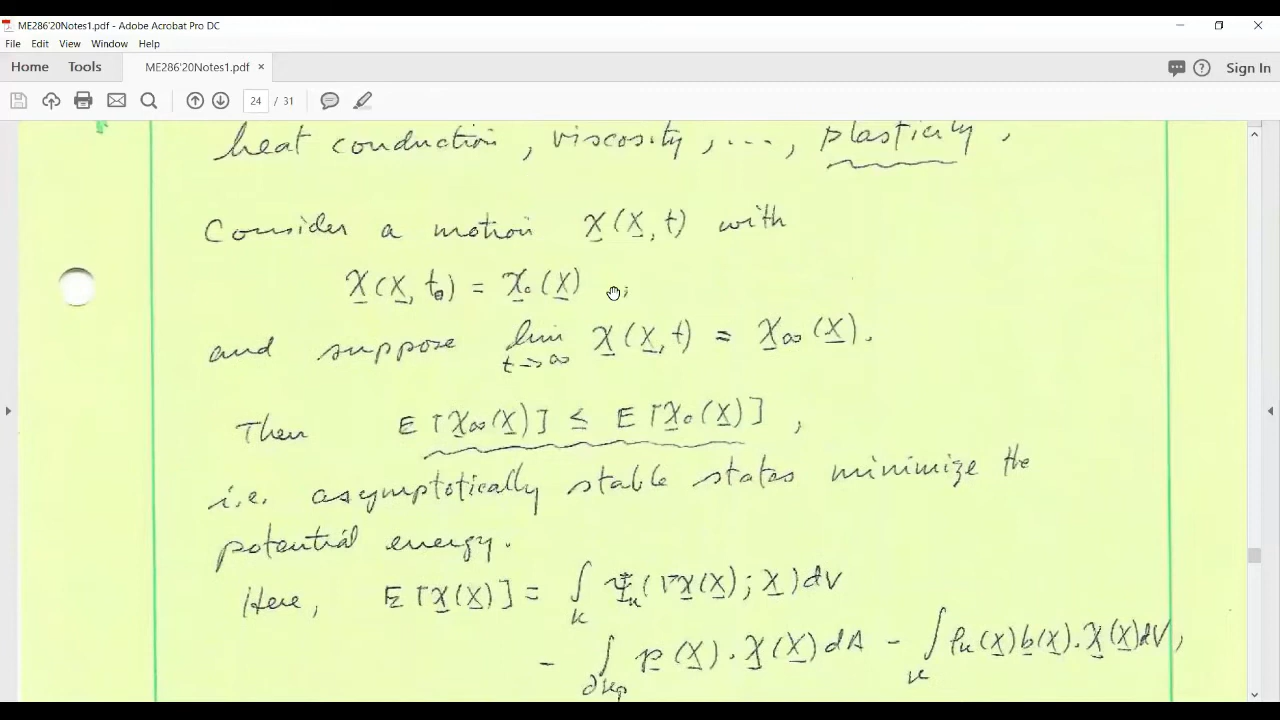 ME286'20Notes1.pdf - Adobe Acrobat Pro DC
File Edit View Window Help
Home Tools ME286'20Notes1.pdf × Sign In
24 / 31
heat conduction, viscosity, ..., plasticity.
Consider a motion χ(X, t) with
χ(X, t₀) = χ₀(X) ;
and suppose lim t→∞ χ(X, t) = χ∞(X).
Then E[χ∞(X)] ≤ E[χ₀(X)] ,
i.e. asymptotically stable states minimize the
potential energy.
Here, E[χ(X)] = ∫κ Ψκ(∇χ(X); X) dV
- ∫∂κp p(X) · χ(X) dA - ∫κ ρκ(X) b(X) · χ(X) dV,